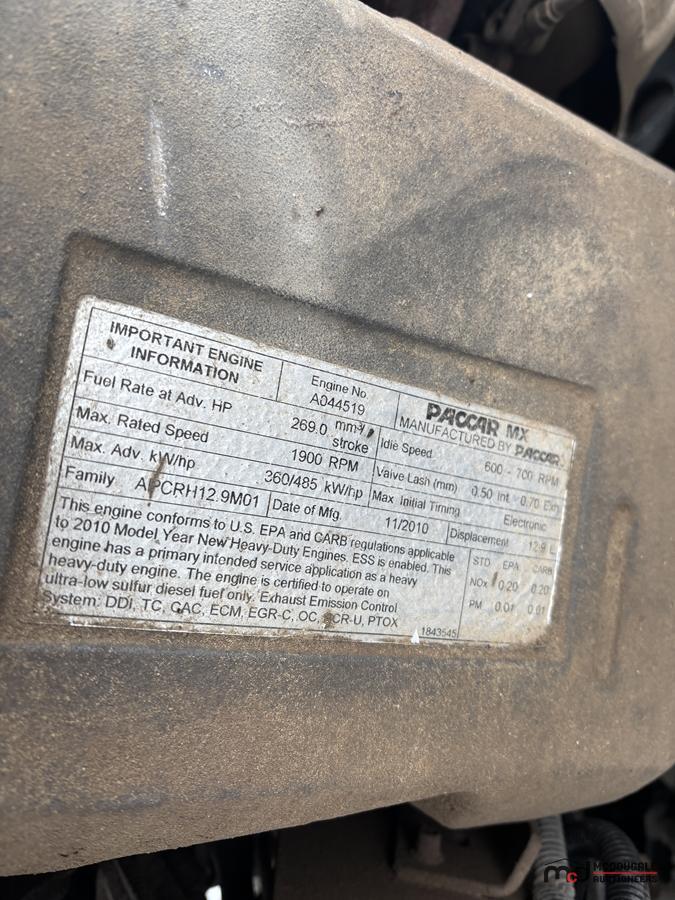 IMPORTANT ENGINE INFORMATION
Engine No. A044519
PACCAR MX
MANUFACTURED BY PACCAR
Fuel Rate at Adv. HP 269.0 mm³/stroke
Idle Speed 600 - 700 RPM
Max. Rated Speed 1900 RPM
Valve Lash (mm) 0.50 Int. 0.70 Exh
Max. Adv. kW/hp 360/485 kW/hp
Max Initial Timing Electronic
Family APCRH12.9M01
Date of Mfg. 11/2010
Displacement 12.9 L
This engine conforms to U.S. EPA and CARB regulations applicable
to 2010 Model Year New Heavy-Duty Engines. ESS is enabled. This
engine has a primary intended service application as a heavy
heavy-duty engine. The engine is certified to operate on
ultra-low sulfur diesel fuel only. Exhaust Emission Control
System: DDI, TC, CAC, ECM, EGR-C, OC, SCR-U, PTOX
STD EPA CARB
NOx 0.20 0.20
PM 0.01 0.01
1843545
mc MCDOUGALL
AUCTIONEERS